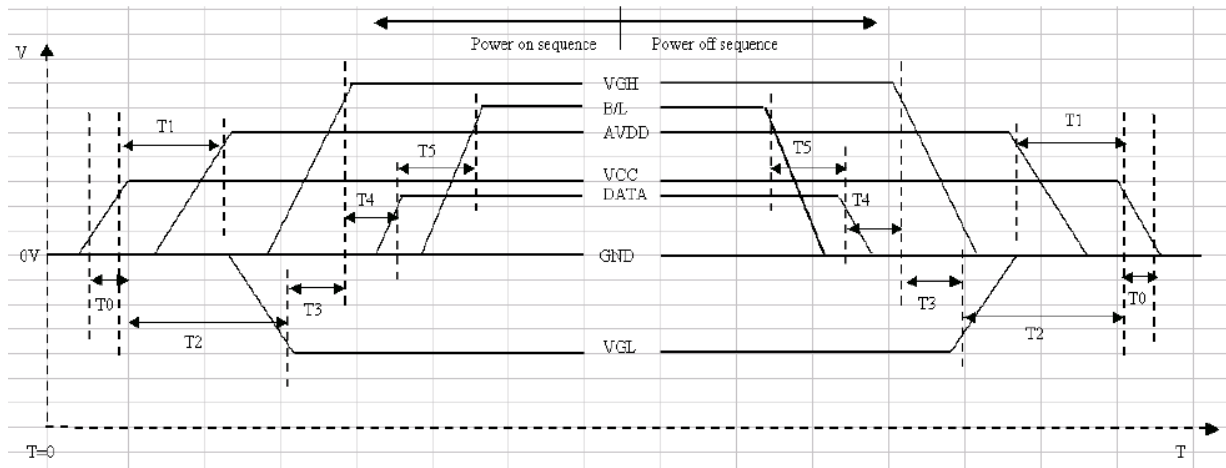 V
Power on sequence
Power off sequence
VGH
B/L
T1
AVDD
T1
T5
T5
VCC
DATA
T4
T4
0V
GND
T0
T3
T3
T0
T2
T2
VGL
T=0
T